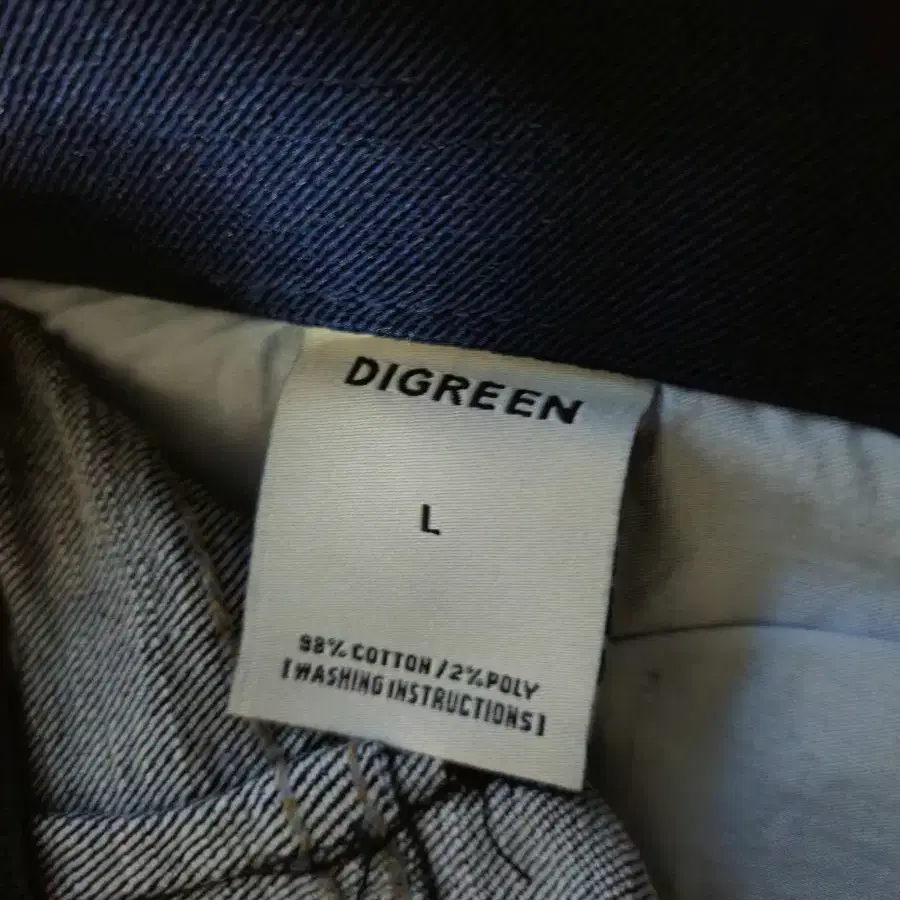 DIGREEN
L
98% COTTON / 2% POLY
[WASHING INSTRUCTIONS]